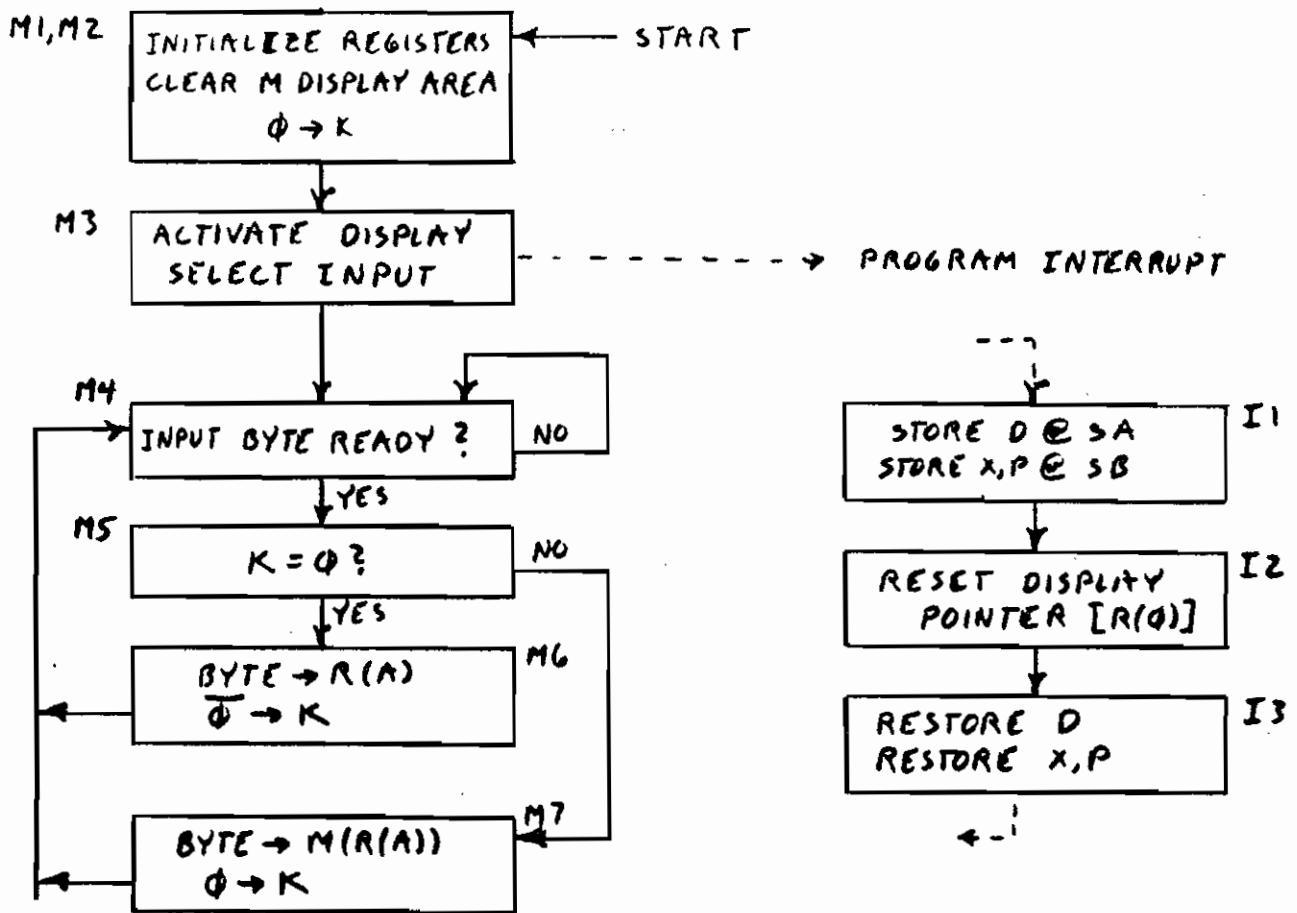 M1,M2
INITIALIZE REGISTERS
CLEAR M DISPLAY AREA
ϕ → K
START
M3
ACTIVATE DISPLAY
SELECT INPUT
PROGRAM INTERRUPT
M4
INPUT BYTE READY ?
NO
YES
M5
K = ϕ ?
NO
YES
M6
BYTE → R(A)
ϕ̅ → K
M7
BYTE → M(R(A))
ϕ → K
I1
STORE D @ SA
STORE X,P @ SB
I2
RESET DISPLAY
POINTER [R(ϕ)]
I3
RESTORE D
RESTORE X,P